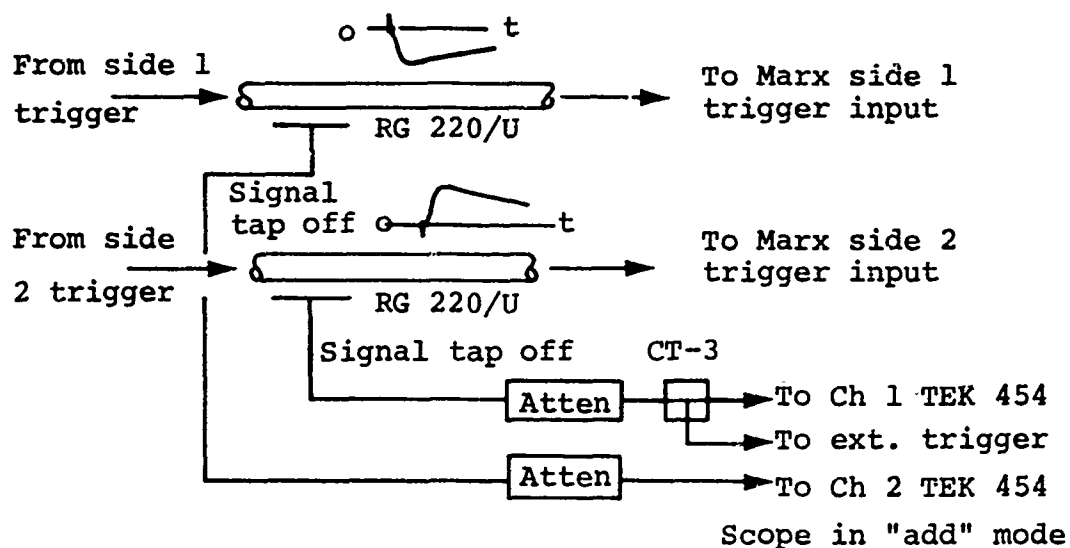 t
From side 1
trigger
To Marx side 1
trigger input
RG 220/U
Signal
tap off
t
From side
2 trigger
To Marx side 2
trigger input
RG 220/U
Signal tap off
CT-3
Atten
To Ch 1 TEK 454
To ext. trigger
Atten
To Ch 2 TEK 454
Scope in "add" mode